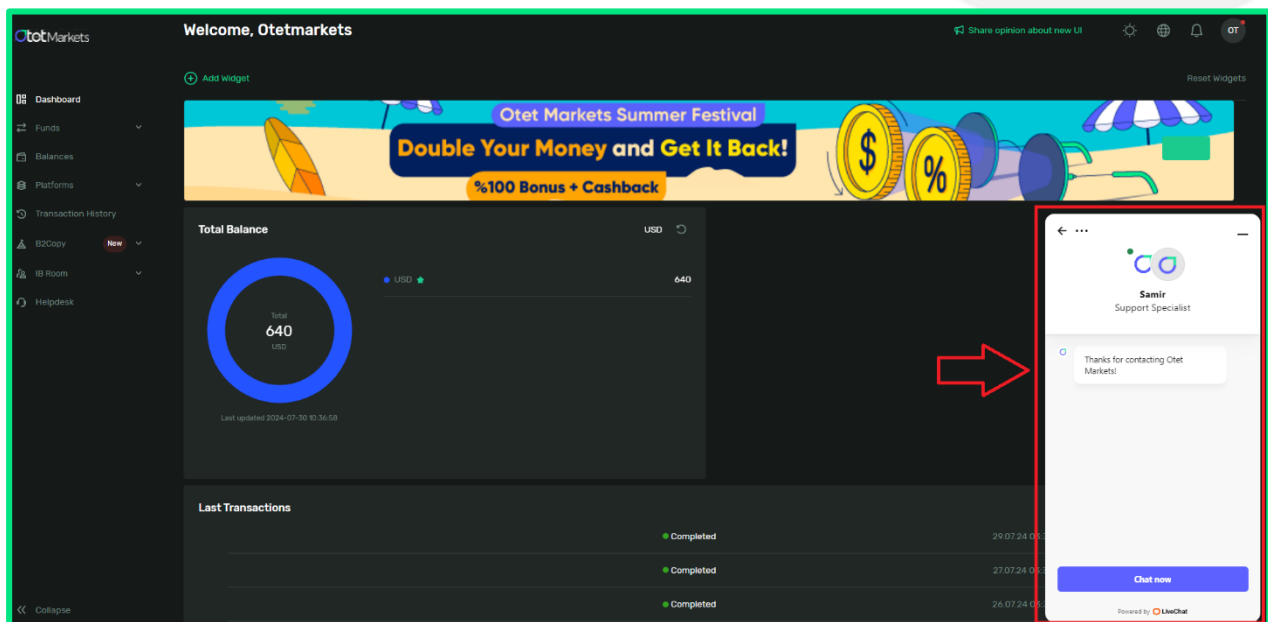 OtetMarkets
Welcome, Otetmarkets
Share opinion about new UI
OT
Add Widget
Reset Widgets
Dashboard
Funds
Balances
Platforms
Transaction History
B2Copy New
IB Room
Helpdesk
Collapse
Otet Markets Summer Festival
Double Your Money and Get It Back!
%100 Bonus + Cashback
$
%
Total Balance
USD
Total
640
USD
USD
640
Last updated 2024-07-30 10:36:58
Last Transactions
Completed
29.07.24
Completed
27.07.24
Completed
26.07.24
Samir
Support Specialist
Thanks for contacting Otet
Markets!
Chat now
Powered by LiveChat